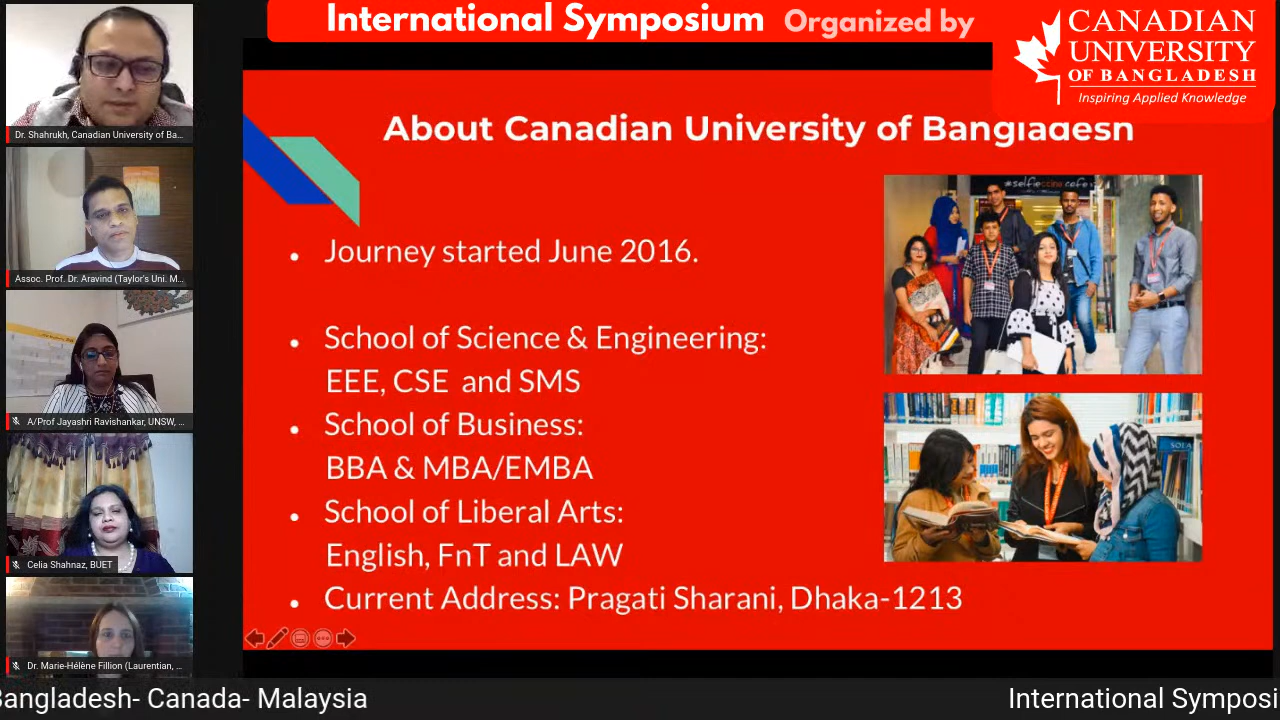 International Symposium Organized by
CANADIAN
UNIVERSITY
OF BANGLADESH
Inspiring Applied Knowledge
Dr. Shahrukh, Canadian University of Ba...
Assoc. Prof. Dr. Aravind (Taylor's Uni. M...
A/Prof Jayashri Ravishankar, UNSW, ...
Celia Shahnaz, BUET
Dr. Marie-Hélène Fillion (Laurentian, ...
About Canadian University of Bangladesh
• Journey started June 2016.
• School of Science & Engineering:
EEE, CSE and SMS
• School of Business:
BBA & MBA/EMBA
• School of Liberal Arts:
English, FnT and LAW
• Current Address: Pragati Sharani, Dhaka-1213
#selfieccino cafe
SOLA
Bangladesh- Canada- Malaysia
International Symposi